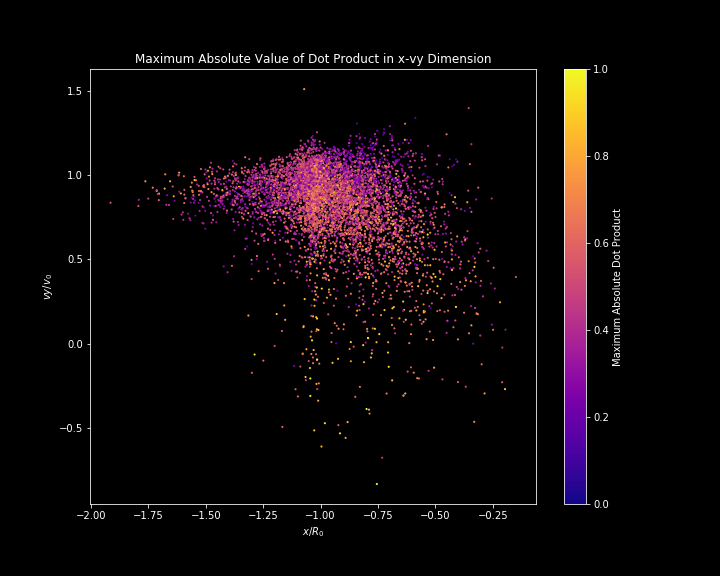 Maximum Absolute Value of Dot Product in x-vy Dimension
1.5
1.0
0.5
0.0
−0.5
vy/v₀
−2.00 −1.75 −1.50 −1.25 −1.00 −0.75 −0.50 −0.25
x/R₀
1.0
0.8
0.6
0.4
0.2
0.0
Maximum Absolute Dot Product